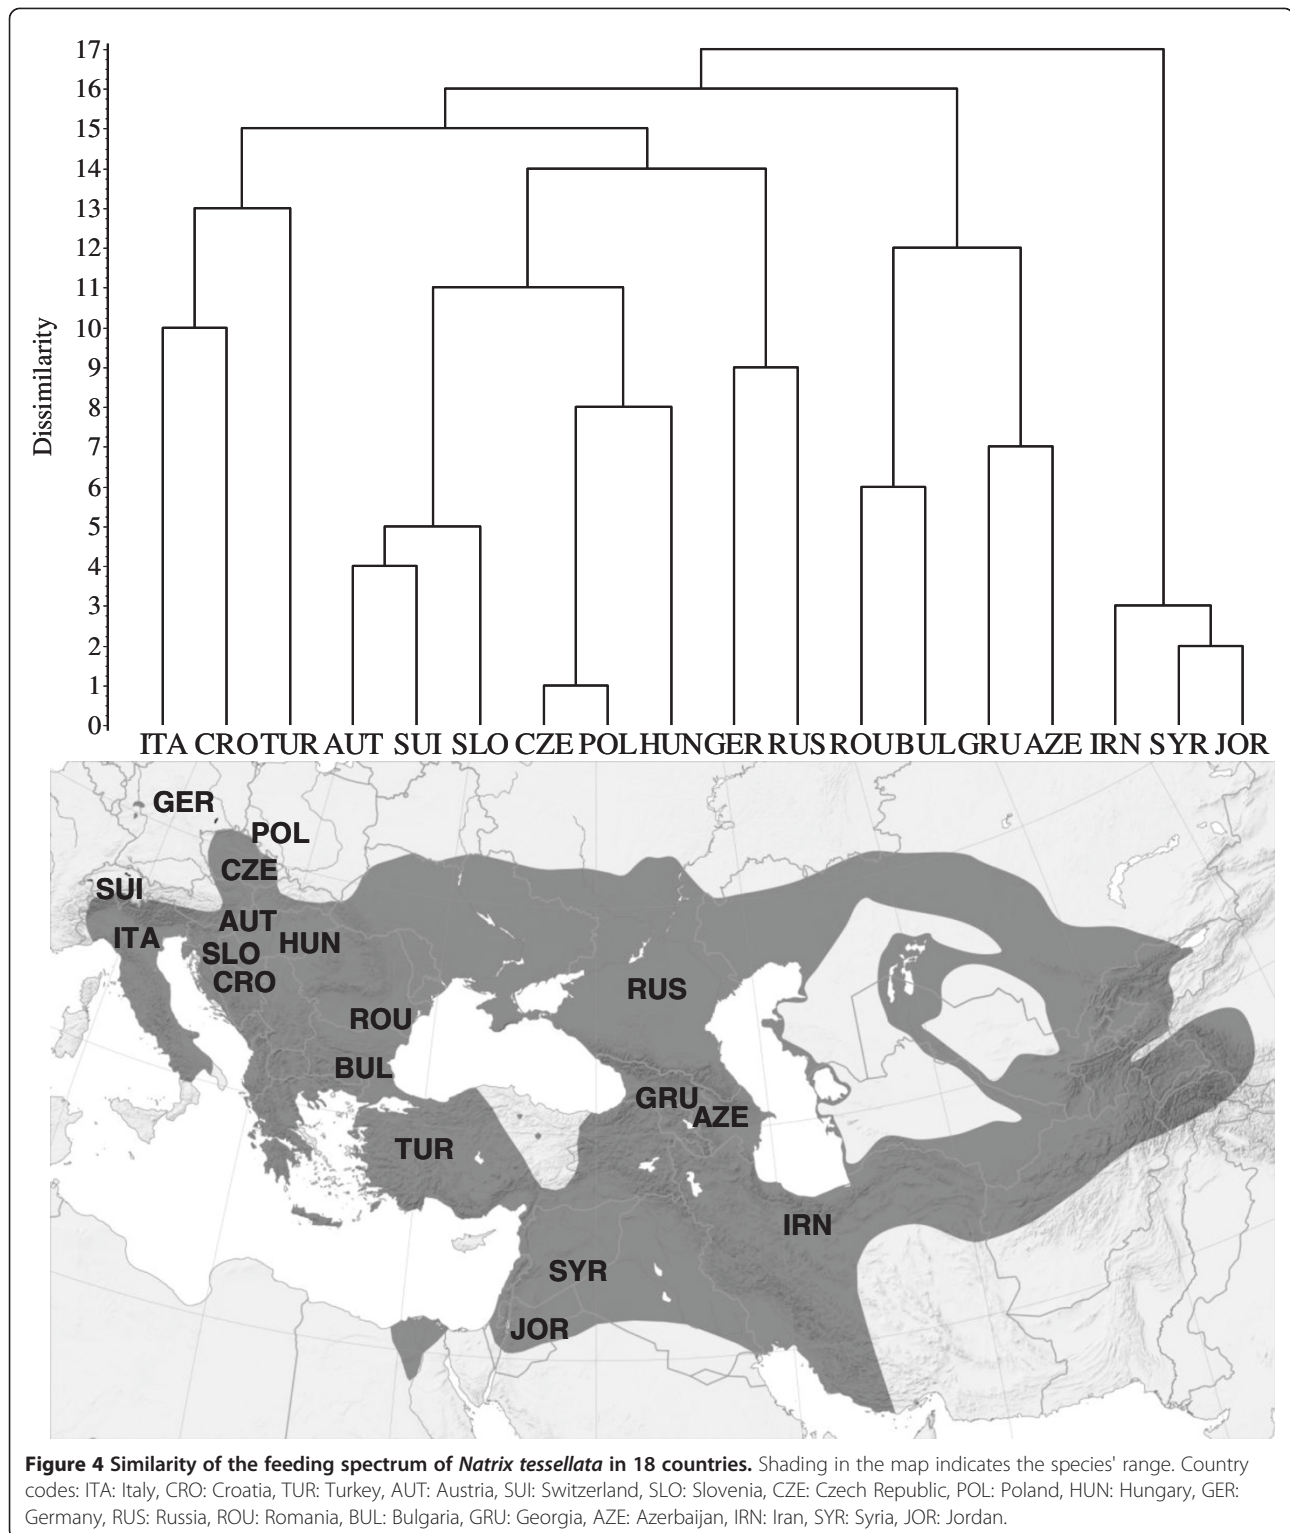 17
16
15
14
13
12
11
10
9
8
7
6
5
4
3
2
1
0
Dissimilarity
ITA CRO TUR AUT SUI SLO CZE POL HUN GER RUS ROU BUL GRU AZE IRN SYR JOR
GER
POL
CZE
SUI
AUT
ITA
HUN
SLO
CRO
RUS
ROU
BUL
GRU
AZE
TUR
IRN
SYR
JOR
Figure 4 Similarity of the feeding spectrum of Natrix tessellata in 18 countries. Shading in the map indicates the species' range. Country
codes: ITA: Italy, CRO: Croatia, TUR: Turkey, AUT: Austria, SUI: Switzerland, SLO: Slovenia, CZE: Czech Republic, POL: Poland, HUN: Hungary, GER:
Germany, RUS: Russia, ROU: Romania, BUL: Bulgaria, GRU: Georgia, AZE: Azerbaijan, IRN: Iran, SYR: Syria, JOR: Jordan.